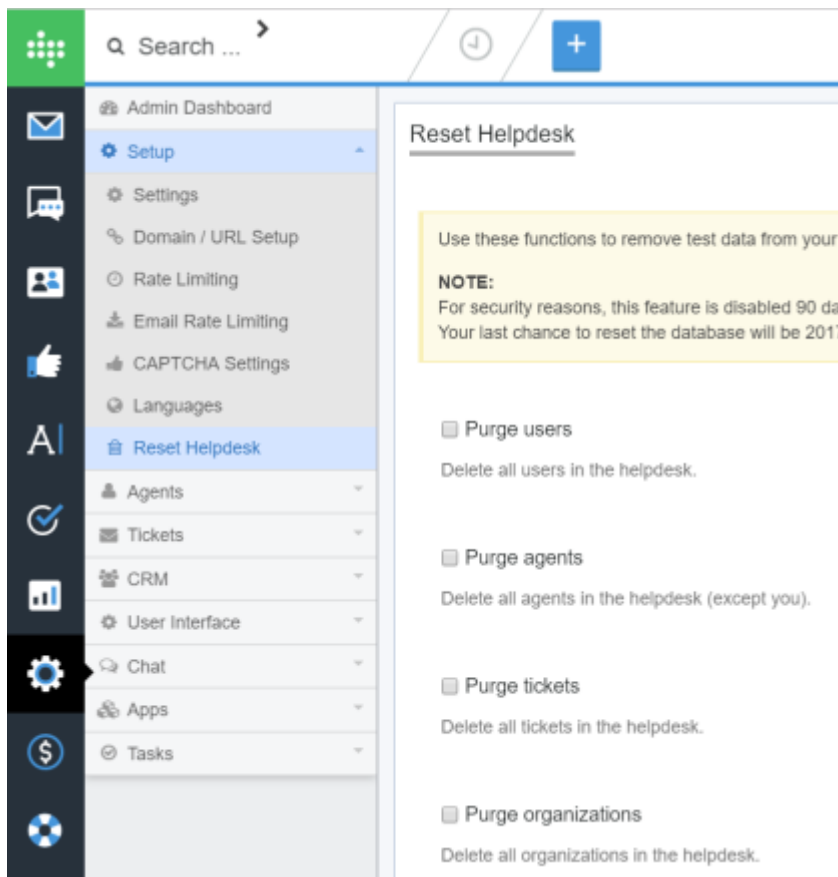 Search ...
Admin Dashboard
Setup
Settings
Domain / URL Setup
Rate Limiting
Email Rate Limiting
CAPTCHA Settings
Languages
Reset Helpdesk
Agents
Tickets
CRM
User Interface
Chat
Apps
Tasks
Reset Helpdesk
Use these functions to remove test data from your
NOTE:
For security reasons, this feature is disabled 90 da
Your last chance to reset the database will be 2017
Purge users
Delete all users in the helpdesk.
Purge agents
Delete all agents in the helpdesk (except you).
Purge tickets
Delete all tickets in the helpdesk.
Purge organizations
Delete all organizations in the helpdesk.